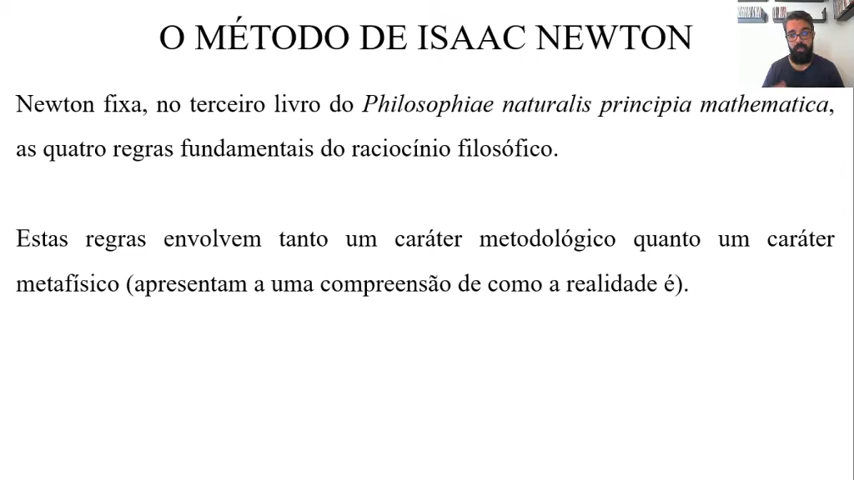 O MÉTODO DE ISAAC NEWTON
Newton fixa, no terceiro livro do Philosophiae naturalis principia mathematica,
as quatro regras fundamentais do raciocínio filosófico.
Estas regras envolvem tanto um caráter metodológico quanto um caráter
metafísico (apresentam a uma compreensão de como a realidade é).